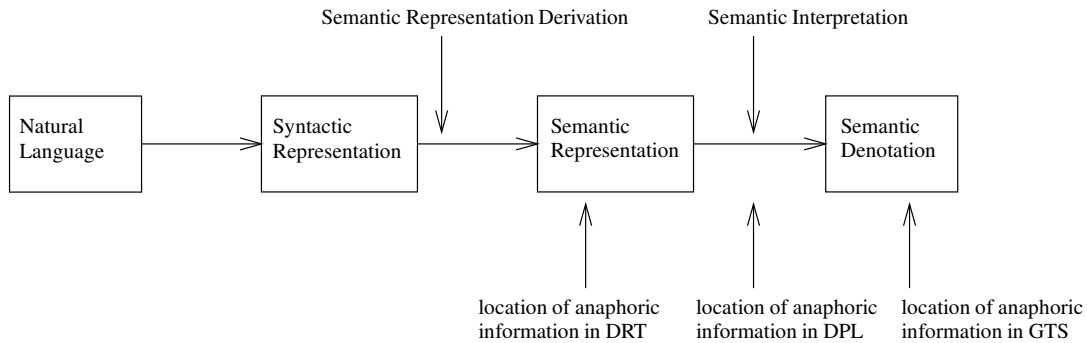 Semantic Representation Derivation
Semantic Interpretation
Natural
Language
Syntactic
Representation
Semantic
Representation
Semantic
Denotation
location of anaphoric
information in DRT
location of anaphoric
information in DPL
location of anaphoric
information in GTS